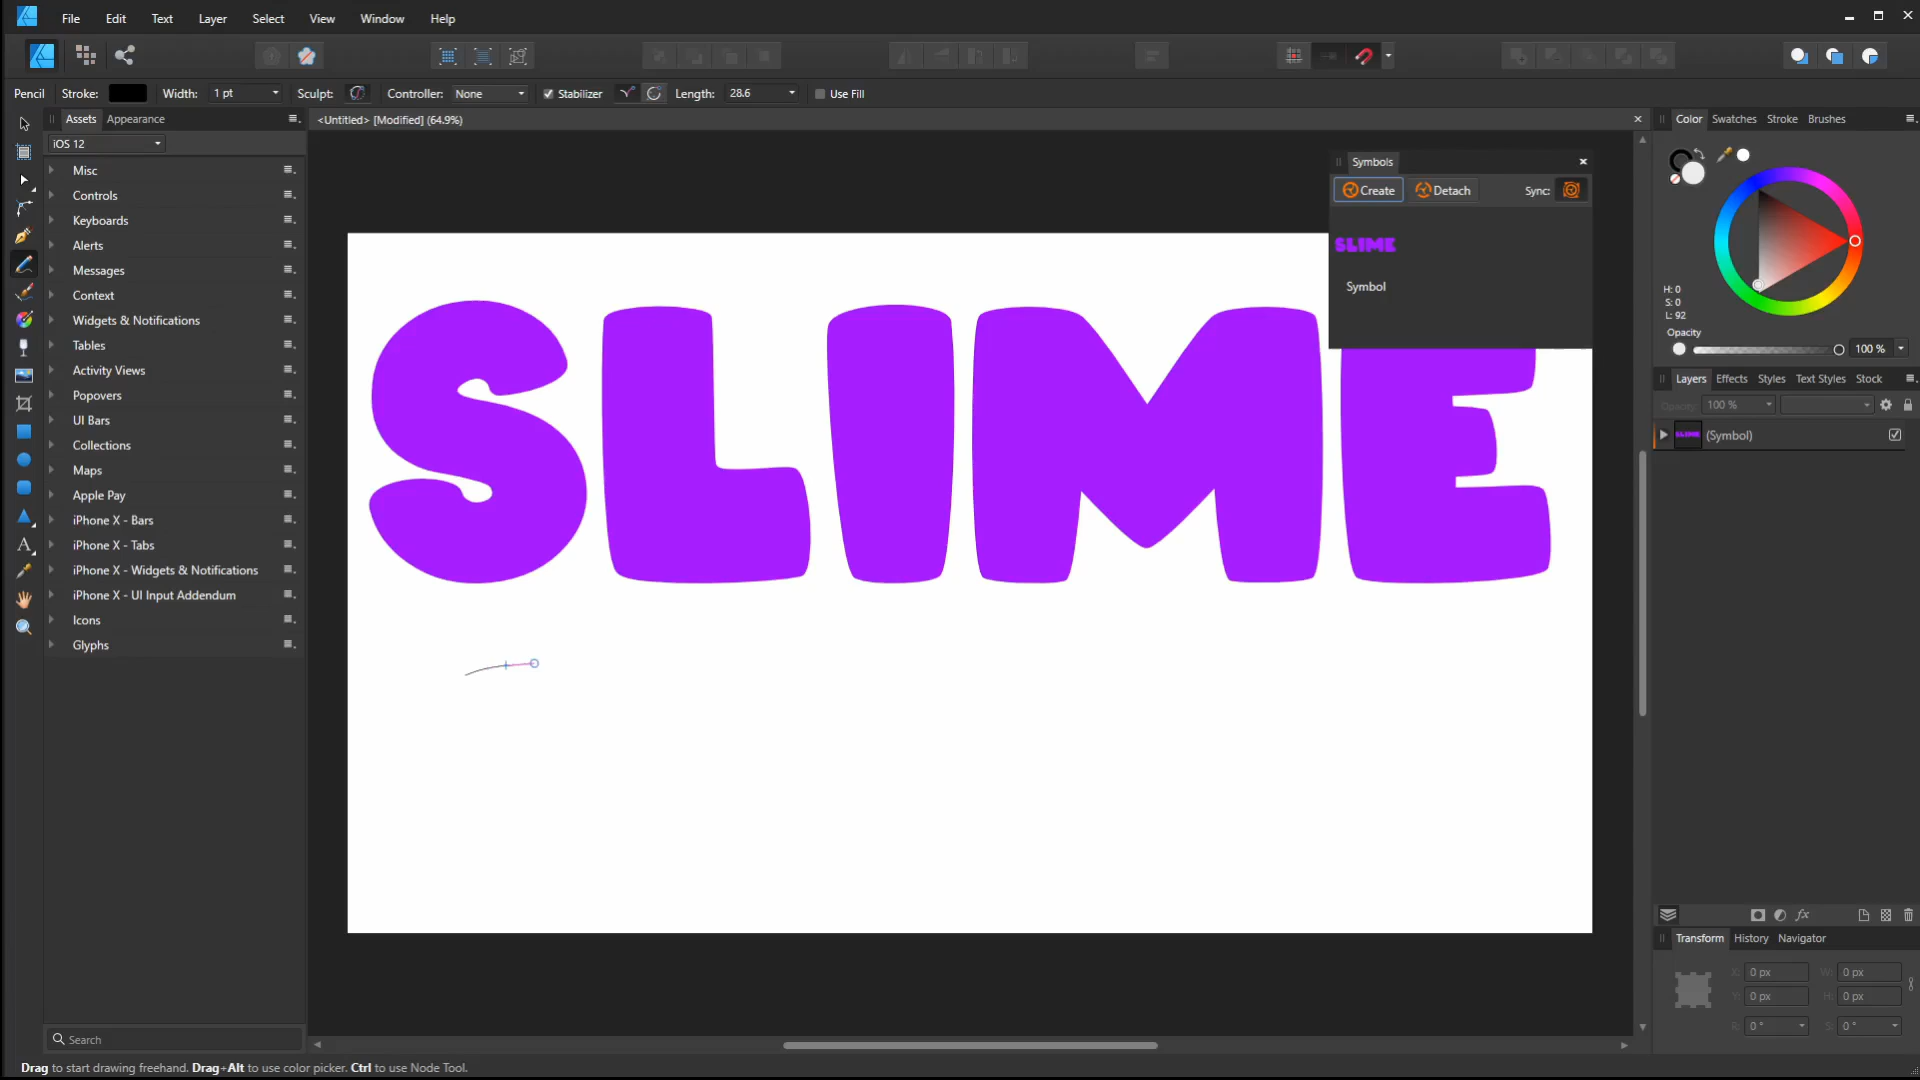 File Edit Text Layer Select View Window Help
Pencil Stroke: Width: 1 pt Sculpt: Controller: None Stabilizer Length: 28.6 Use Fill
Assets Appearance
<Untitled> [Modified] (64.9%)
Color Swatches Stroke Brushes
iOS 12
Misc
Controls
Keyboards
Alerts
Messages
Context
Widgets & Notifications
Tables
Activity Views
Popovers
UI Bars
Collections
Maps
Apple Pay
iPhone X - Bars
iPhone X - Tabs
iPhone X - Widgets & Notifications
iPhone X - UI Input Addendum
Icons
Glyphs
Search
Symbols
Create Detach Sync:
SLIME
Symbol
SLIME
H: 0
S: 0
L: 92
Opacity
100 %
Layers Effects Styles Text Styles Stock
Opacity: 100 %
SLIME (Symbol)
Transform History Navigator
X: 0 px W: 0 px
Y: 0 px H: 0 px
R: 0 ° S: 0 °
Drag to start drawing freehand. Drag+Alt to use color picker. Ctrl to use Node Tool.